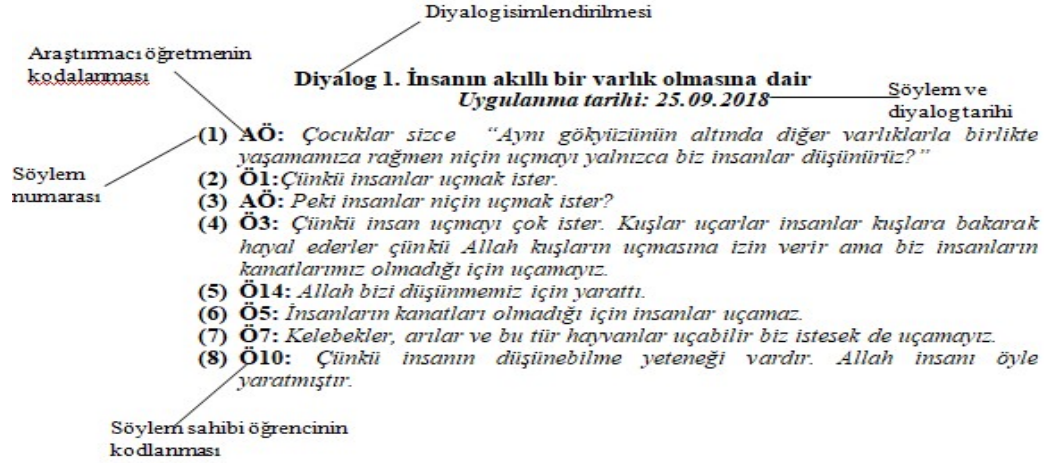 Diyalog isimlendirilmesi
Araştırmacı öğretmenin
kodalanması
Diyalog 1. İnsanın akıllı bir varlık olmasına dair
Uygulanma tarihi: 25.09.2018
Söylem ve
diyalog tarihi
(1) AÖ: Çocuklar sizce "Aynı gökyüzünün altında diğer varlıklarla birlikte
yaşamamıza rağmen niçin uçmayı yalnızca biz insanlar düşünürüz?"
Söylem
numarası
(2) Ö1:Çünkü insanlar uçmak ister.
(3) AÖ: Peki insanlar niçin uçmak ister?
(4) Ö3: Çünkü insan uçmayı çok ister. Kuşlar uçarlar insanlar kuşlara bakarak
hayal ederler çünkü Allah kuşların uçmasına izin verir ama biz insanların
kanatlarımız olmadığı için uçamayız.
(5) Ö14: Allah bizi düşünmemiz için yarattı.
(6) Ö5: İnsanların kanatları olmadığı için insanlar uçamaz.
(7) Ö7: Kelebekler, arılar ve bu tür hayvanlar uçabilir biz istesek de uçamayız.
(8) Ö10: Çünkü insanın düşünebilme yeteneği vardır. Allah insanı öyle
yaratmıştır.
Söylem sahibi öğrencinin
kodlanması